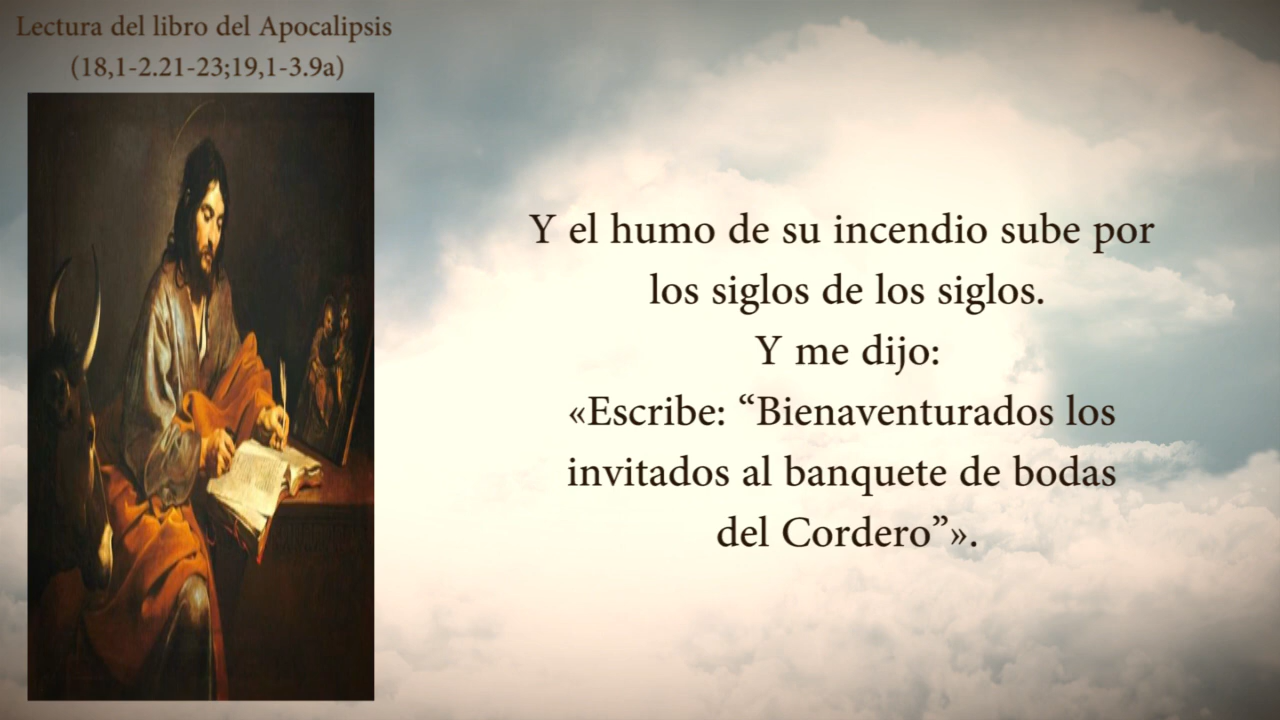 Lectura del libro del Apocalipsis
(18,1-2.21-23;19,1-3.9a)
Y el humo de su incendio sube por
los siglos de los siglos.
Y me dijo:
«Escribe: “Bienaventurados los
invitados al banquete de bodas
del Cordero”».